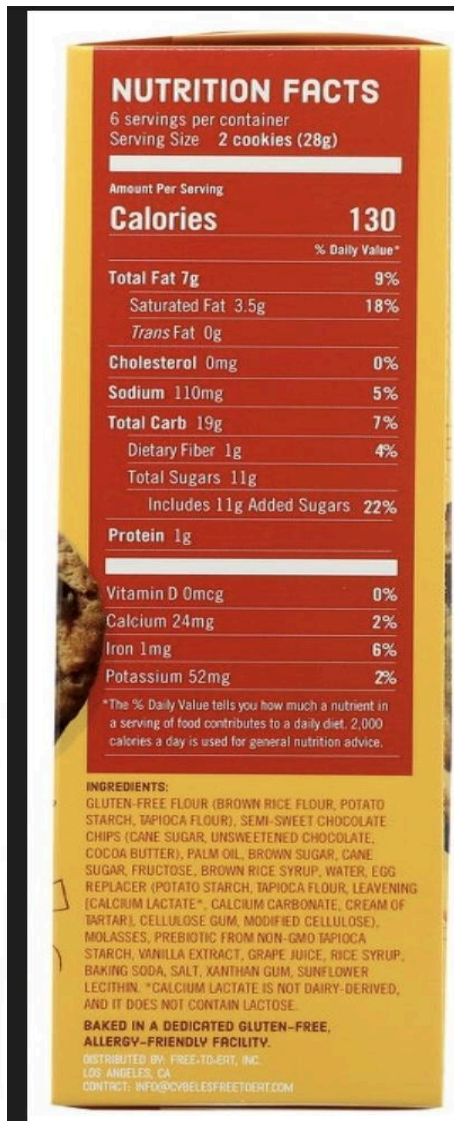 NUTRITION FACTS
6 servings per container
Serving Size 2 cookies (28g)
Amount Per Serving
Calories 130
% Daily Value*
Total Fat 7g 9%
Saturated Fat 3.5g 18%
Trans Fat 0g
Cholesterol 0mg 0%
Sodium 110mg 5%
Total Carb 19g 7%
Dietary Fiber 1g 4%
Total Sugars 11g
Includes 11g Added Sugars 22%
Protein 1g
Vitamin D 0mcg 0%
Calcium 24mg 2%
Iron 1mg 6%
Potassium 52mg 2%
*The % Daily Value tells you how much a nutrient in
a serving of food contributes to a daily diet. 2,000
calories a day is used for general nutrition advice.
INGREDIENTS:
GLUTEN-FREE FLOUR (BROWN RICE FLOUR, POTATO
STARCH, TAPIOCA FLOUR), SEMI-SWEET CHOCOLATE
CHIPS (CANE SUGAR, UNSWEETENED CHOCOLATE,
COCOA BUTTER), PALM OIL, BROWN SUGAR, CANE
SUGAR, FRUCTOSE, BROWN RICE SYRUP, WATER, EGG
REPLACER (POTATO STARCH, TAPIOCA FLOUR, LEAVENING
[CALCIUM LACTATE*, CALCIUM CARBONATE, CREAM OF
TARTAR], CELLULOSE GUM, MODIFIED CELLULOSE),
MOLASSES, PREBIOTIC FROM NON-GMO TAPIOCA
STARCH, VANILLA EXTRACT, GRAPE JUICE, RICE SYRUP,
BAKING SODA, SALT, XANTHAN GUM, SUNFLOWER
LECITHIN. *CALCIUM LACTATE IS NOT DAIRY-DERIVED,
AND IT DOES NOT CONTAIN LACTOSE.
BAKED IN A DEDICATED GLUTEN-FREE,
ALLERGY-FRIENDLY FACILITY.
DISTRIBUTED BY: FREE-TO-EAT, INC.
LOS ANGELES, CA
CONTACT: INFO@CYBELESFREETOEAT.COM